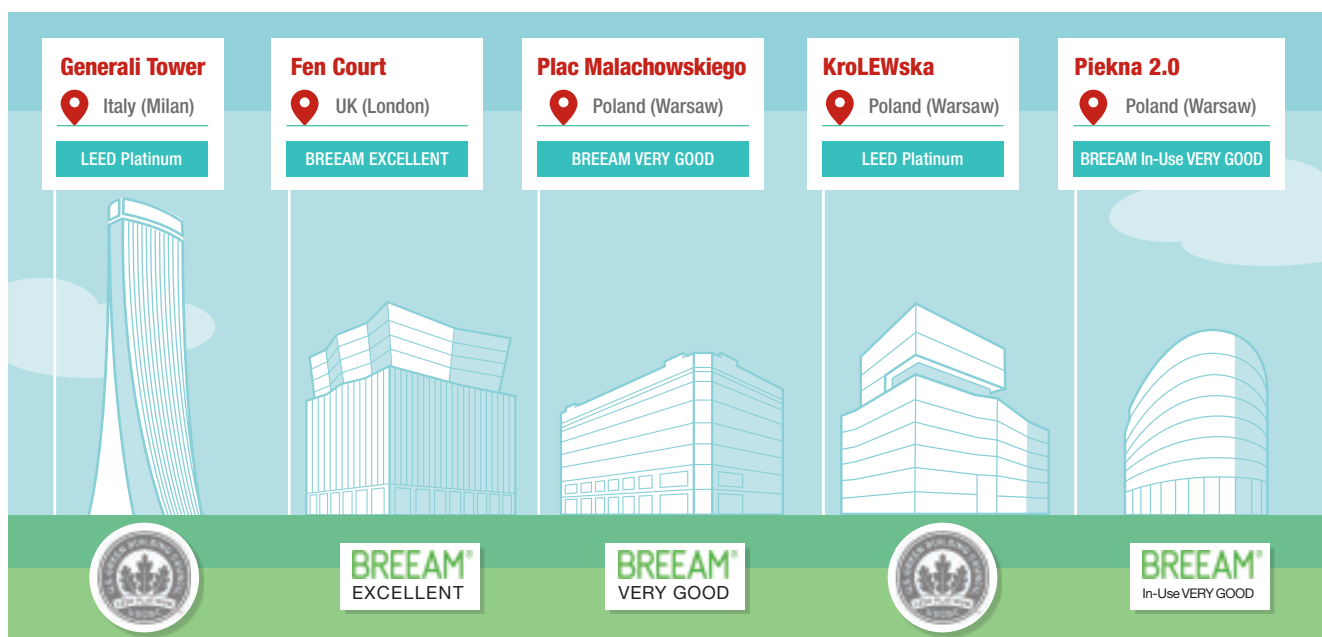 Generali Tower
Italy (Milan)
LEED Platinum
Fen Court
UK (London)
BREEAM EXCELLENT
Plac Malachowskiego
Poland (Warsaw)
BREEAM VERY GOOD
KroLEWska
Poland (Warsaw)
LEED Platinum
Piekna 2.0
Poland (Warsaw)
BREEAM In-Use VERY GOOD
BREEAM®
EXCELLENT
BREEAM®
VERY GOOD
BREEAM®
In-Use VERY GOOD